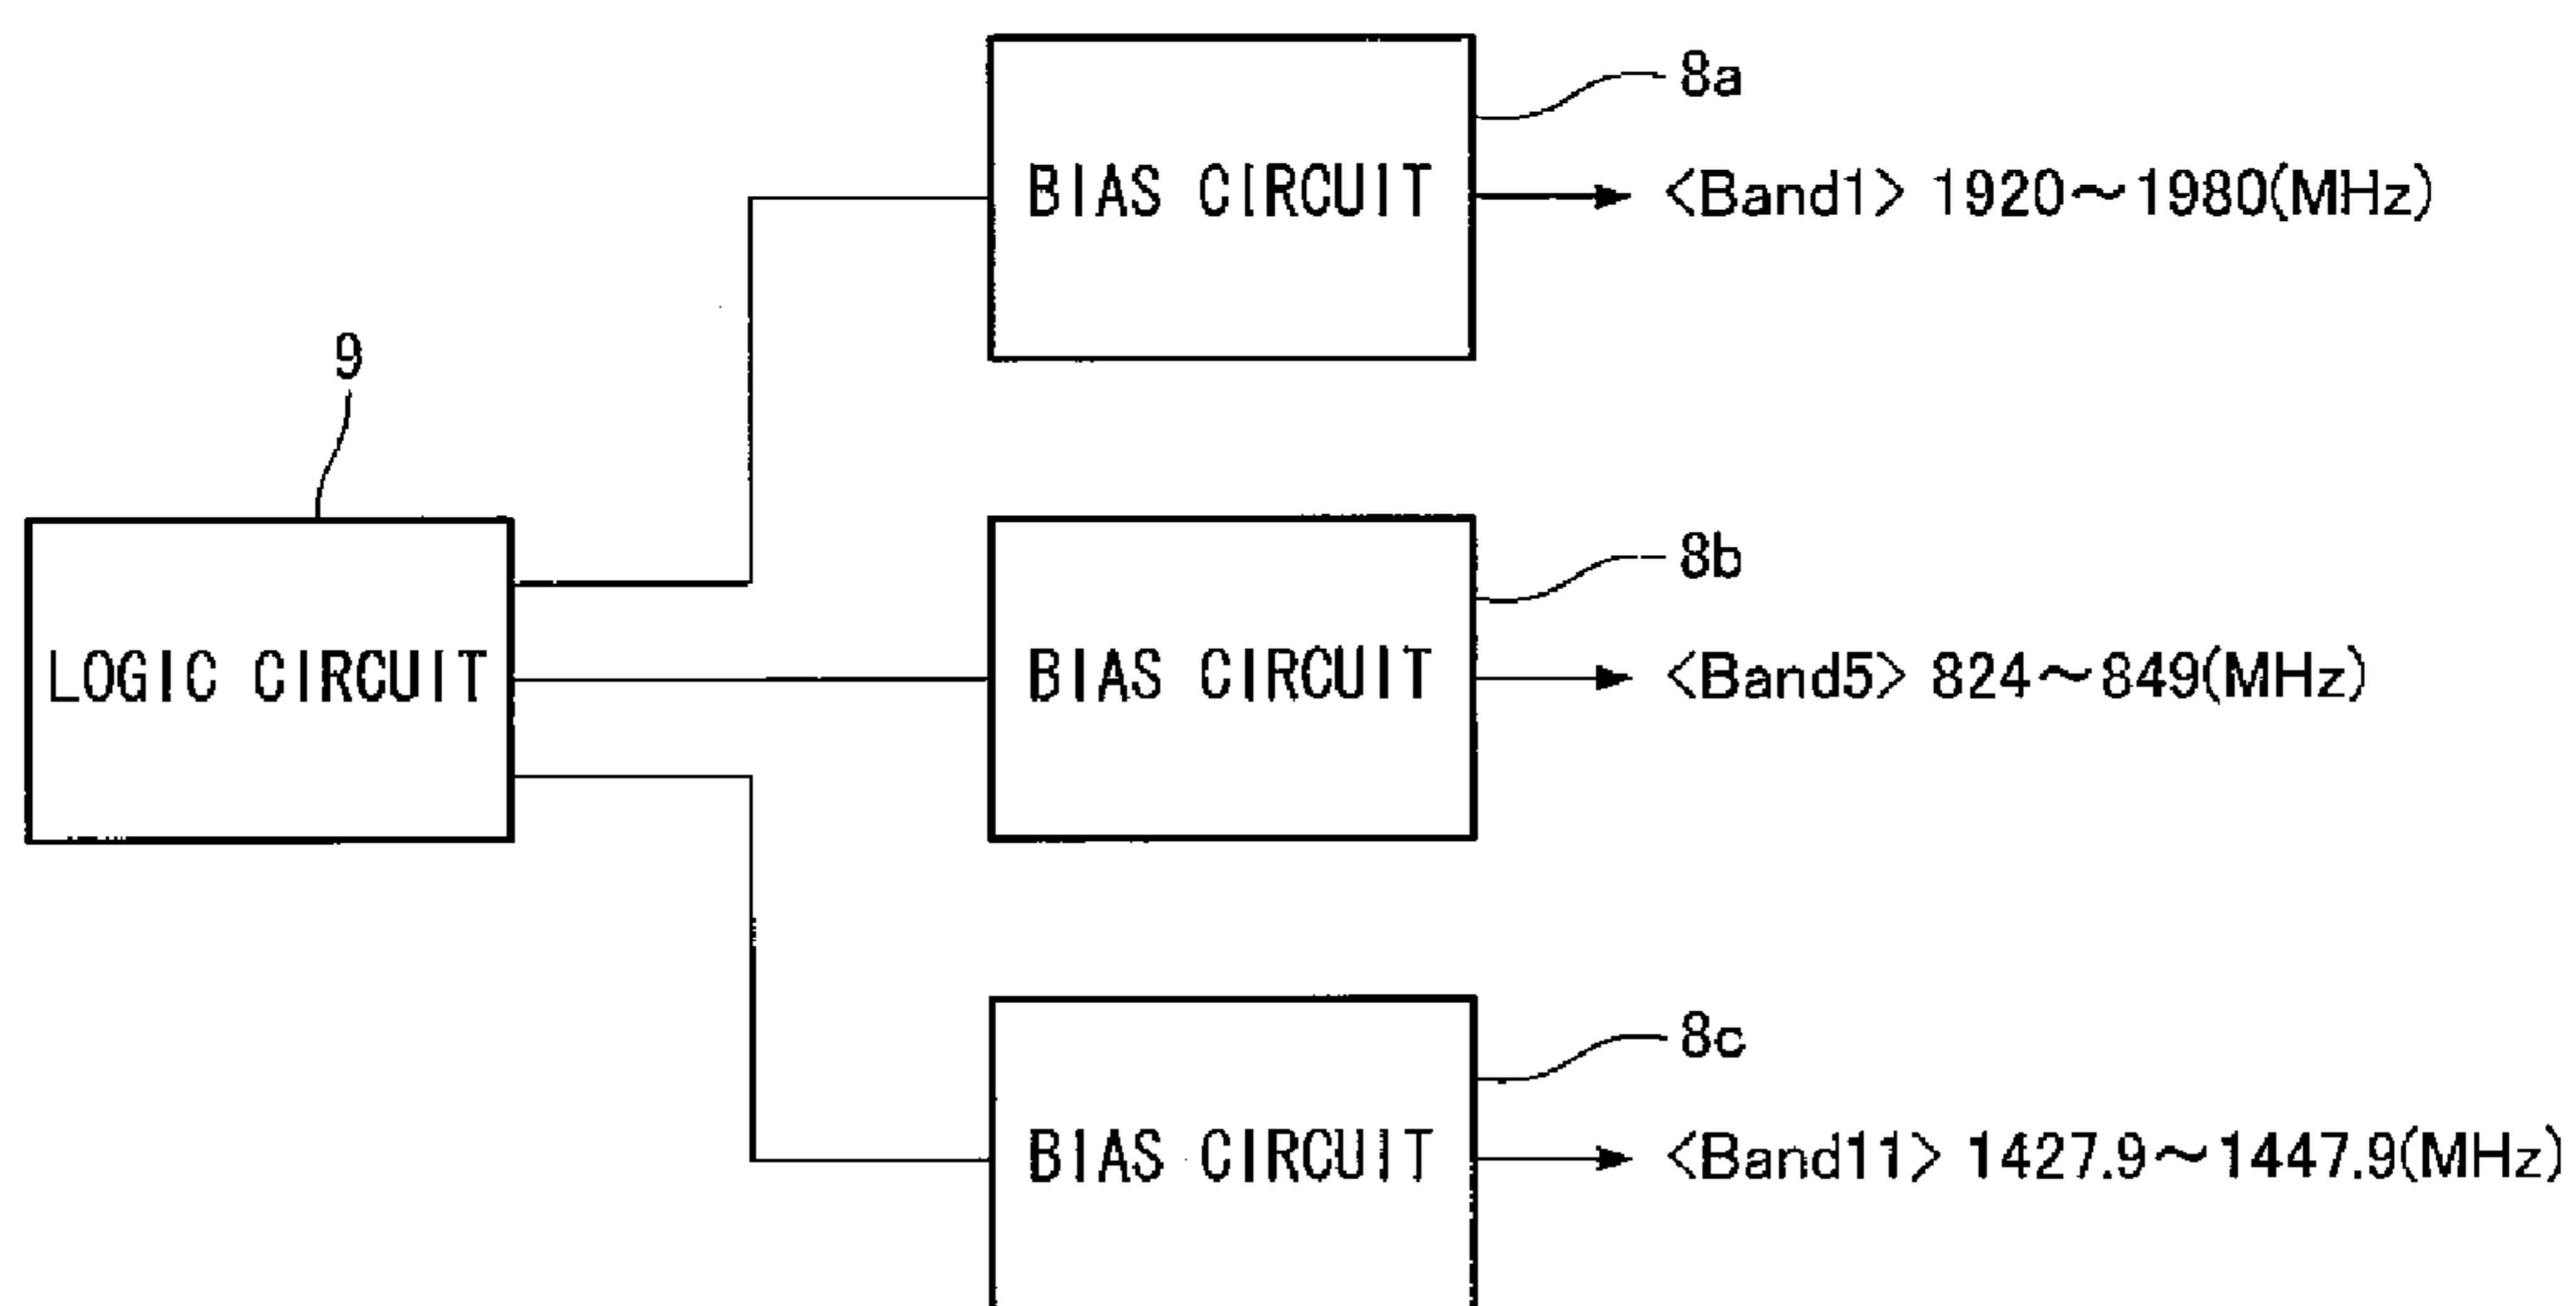 8a
BIAS CIRCUIT
<Band1> 1920～1980(MHz)
9
8b
LOGIC CIRCUIT
BIAS CIRCUIT
<Band5> 824～849(MHz)
8c
BIAS CIRCUIT
<Band11> 1427.9～1447.9(MHz)